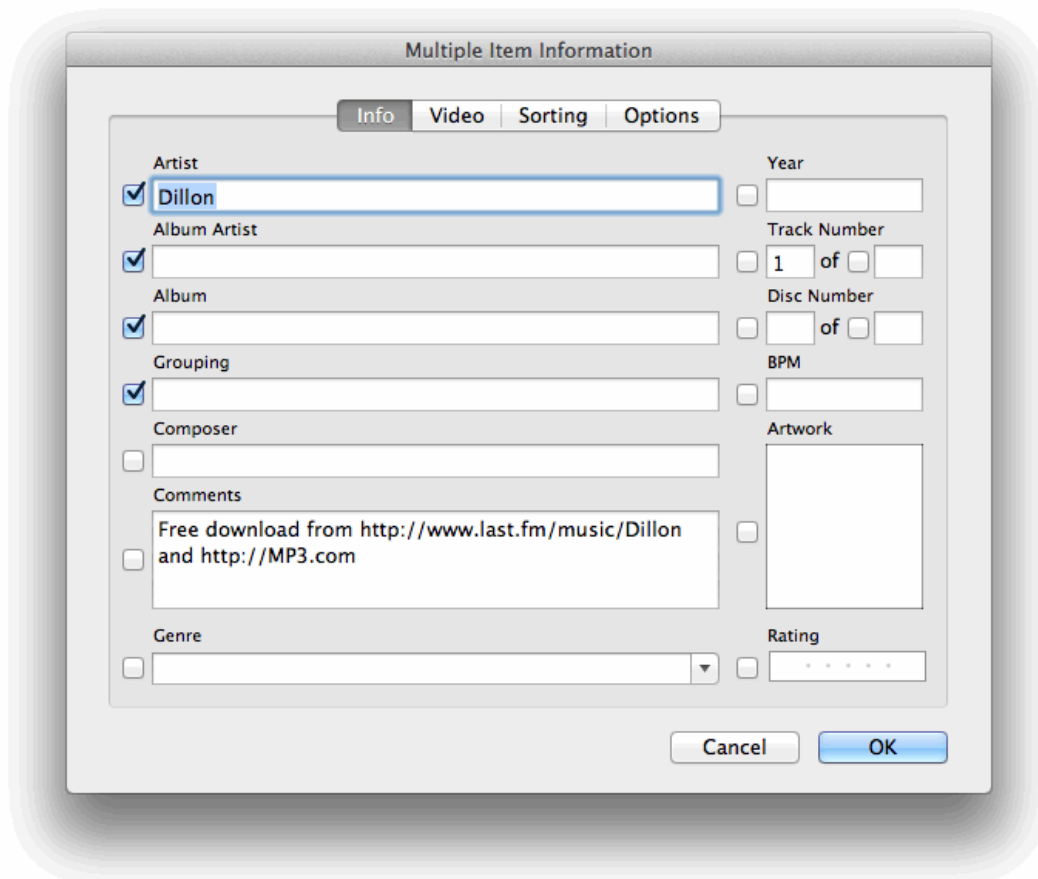 Multiple Item Information
Info Video Sorting Options
Artist
Dillon
Year
Album Artist
Track Number
1 of
Album
Disc Number
of
Grouping
BPM
Composer
Artwork
Comments
Free download from http://www.last.fm/music/Dillon
and http://MP3.com
Genre
Rating
Cancel OK